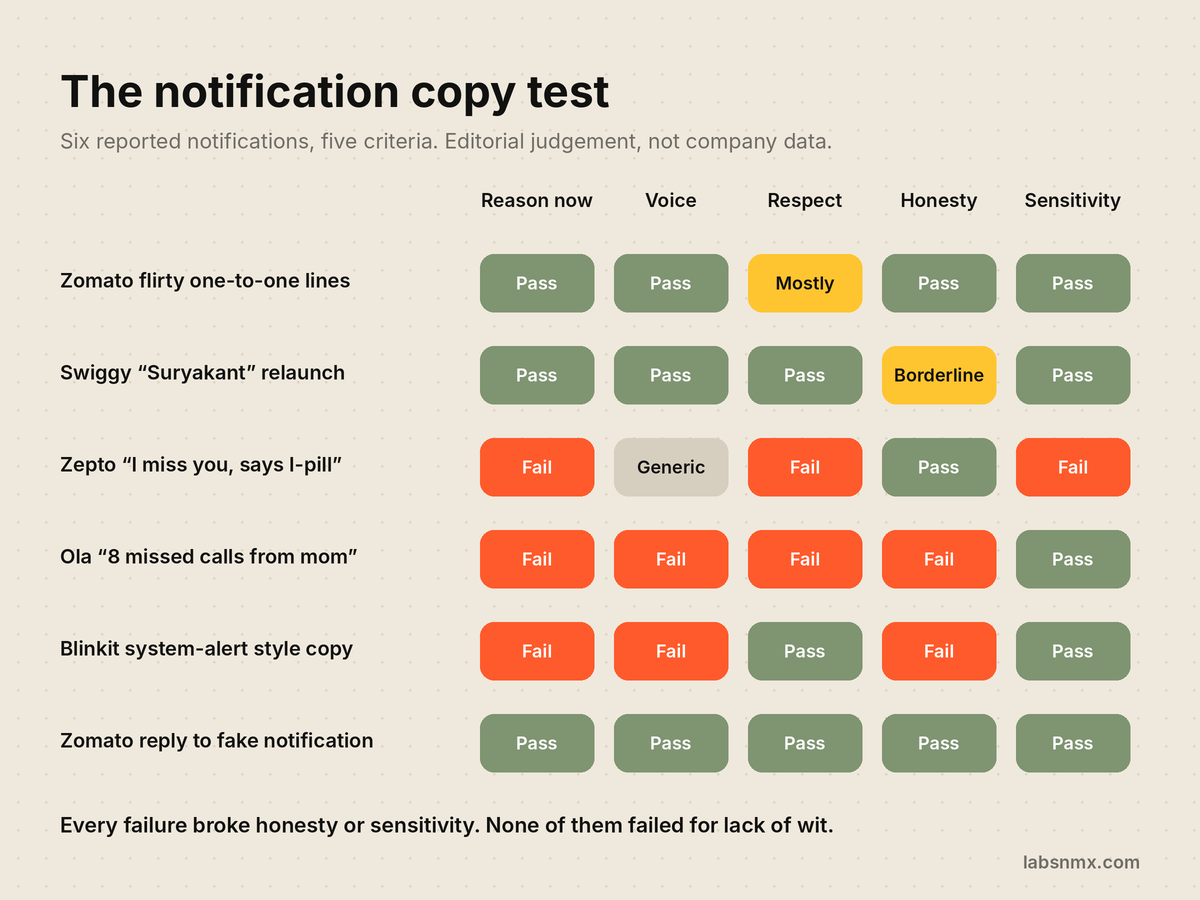 The notification copy test
Six reported notifications, five criteria. Editorial judgement, not company data.
Reason now Voice Respect Honesty Sensitivity
Zomato flirty one-to-one lines Pass Pass Mostly Pass Pass
Swiggy “Suryakant” relaunch Pass Pass Pass Borderline Pass
Zepto “I miss you, says I-pill” Fail Generic Fail Pass Fail
Ola “8 missed calls from mom” Fail Fail Fail Fail Pass
Blinkit system-alert style copy Fail Fail Pass Fail Pass
Zomato reply to fake notification Pass Pass Pass Pass Pass
Every failure broke honesty or sensitivity. None of them failed for lack of wit.
labsnmx.com